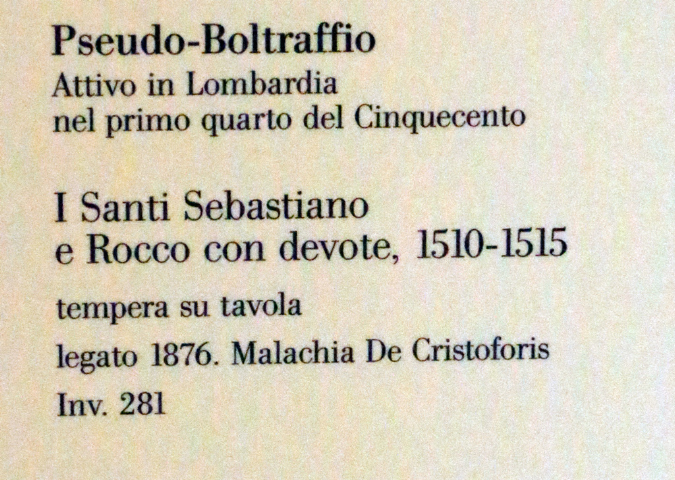 Pseudo-Boltraffio
Attivo in Lombardia
nel primo quarto del Cinquecento
I Santi Sebastiano
e Rocco con devote, 1510-1515
tempera su tavola
legato 1876. Malachia De Cristoforis
Inv. 281